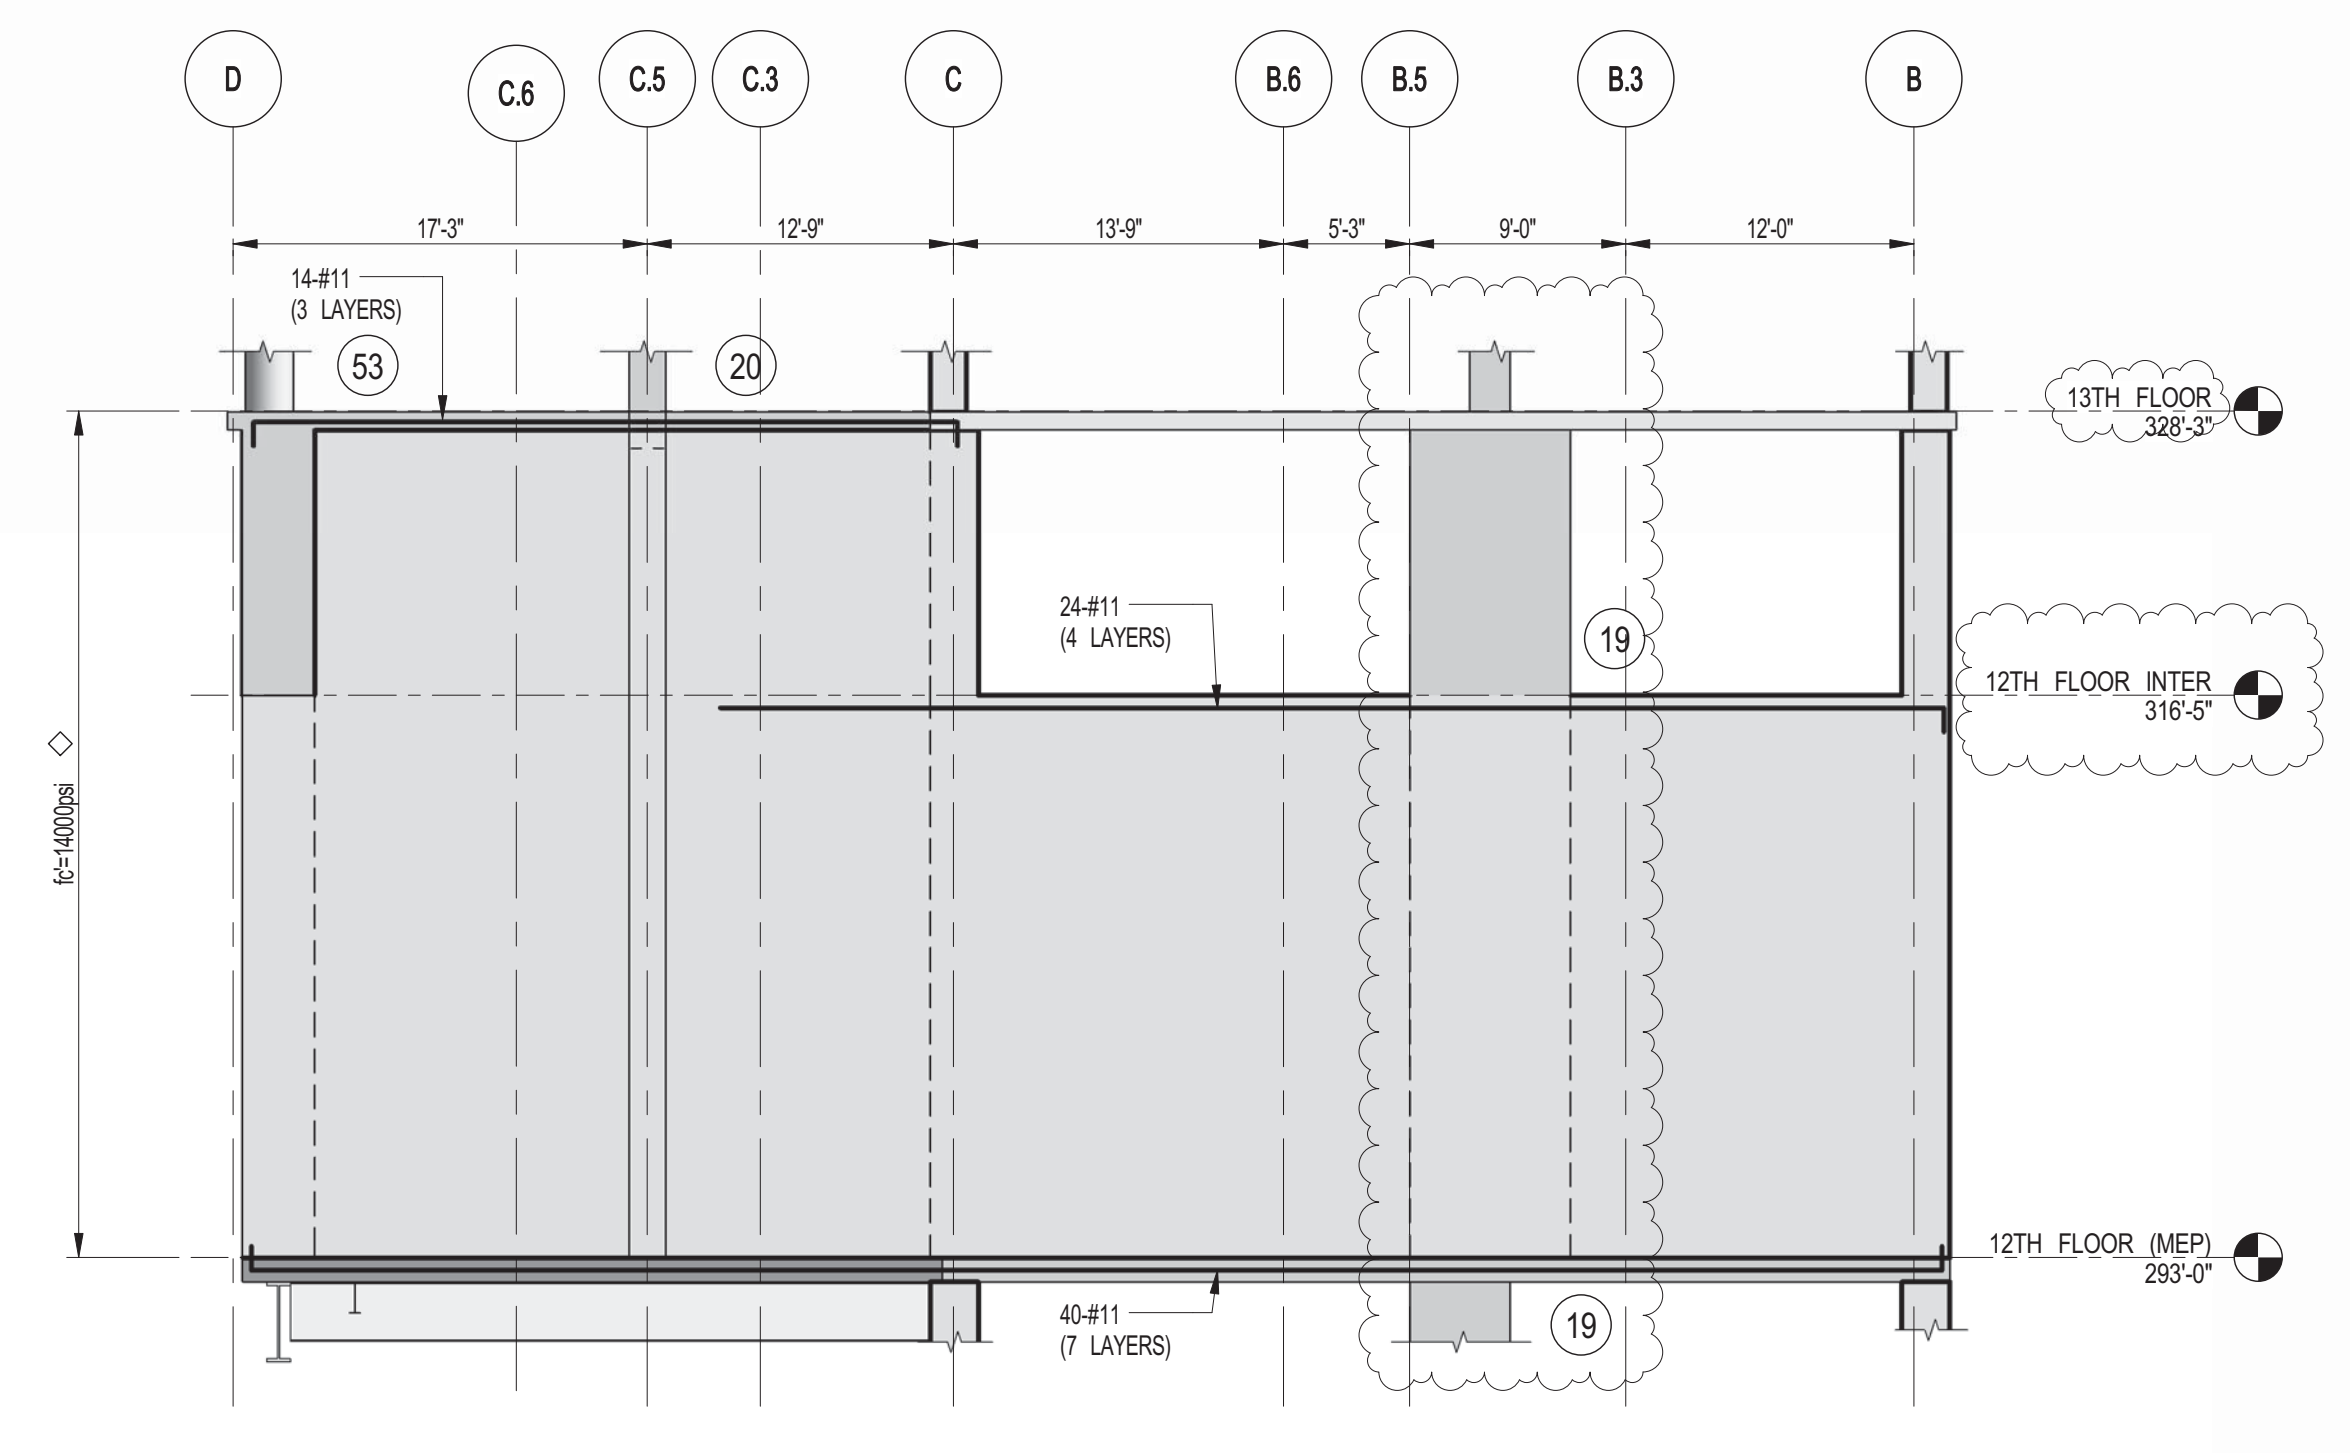 D
C.6
C.5
C.3
C
B.6
B.5
B.3
B
17'-3"
12'-9"
13'-9"
5'-3"
9'-0"
12'-0"
14-#11
(3 LAYERS)
53
20
13TH FLOOR
328'-3"
24-#11
(4 LAYERS)
19
12TH FLOOR INTER
316'-5"
fc'=14000psi
12TH FLOOR (MEP)
293'-0"
40-#11
(7 LAYERS)
19